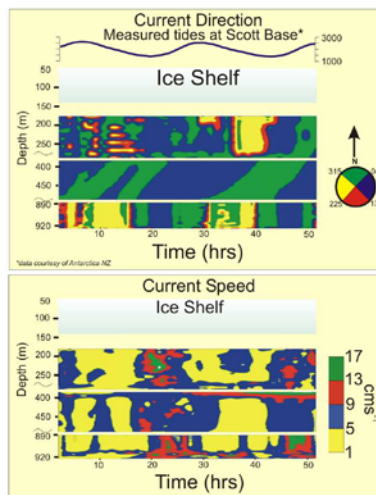 Current Direction
Measured tides at Scott Base*
3000
1000
50
100
150
Ice Shelf
Depth (m)
200
250
400
450
890
920
0 10 20 30 40 50
Time (hrs)
*data courtesy of Antarctica NZ
N
315
225
Current Speed
Ice Shelf
50
100
150
Depth (m)
200
250
400
450
890
920
0 10 20 30 40 50
Time (hrs)
17
13
9
5
1
cms⁻¹